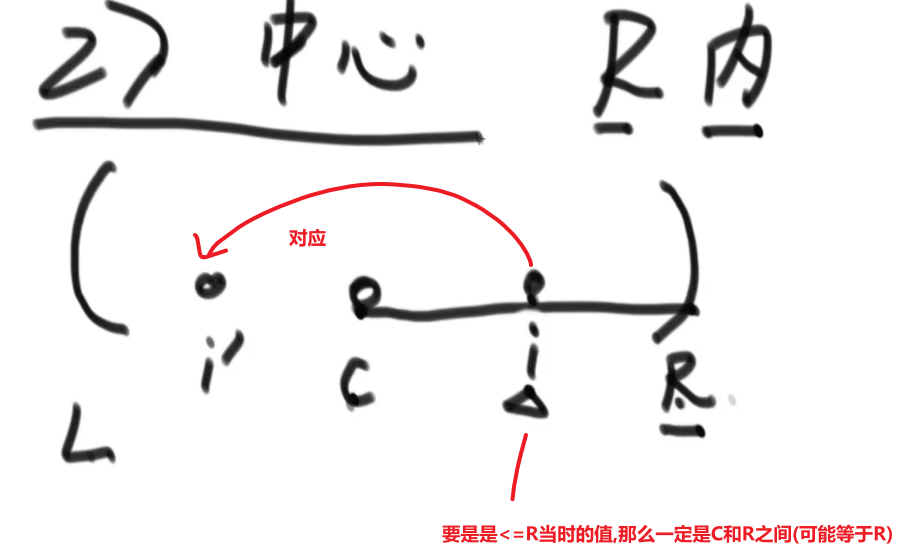 2) 中心 R内
对应
i' C i R
L
要是是<=R当时的值,那么一定是C和R之间(可能等于R)